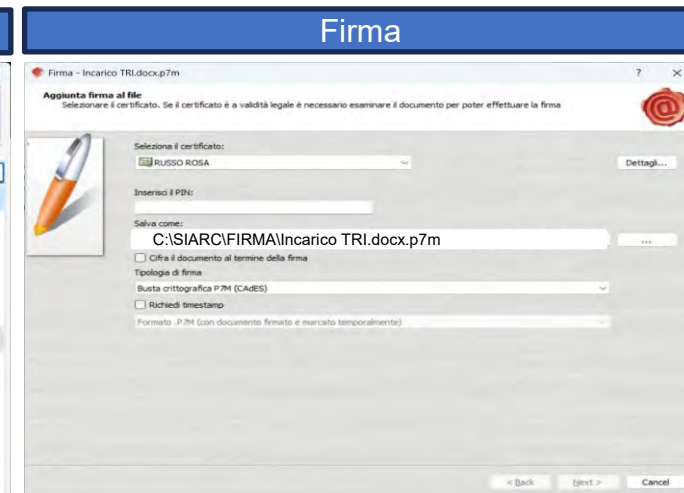 Firma
Firma - Incarico TRI.docx.p7m
? ×
Aggiunta firma al file
Selezionare il certificato. Se il certificato è a validità legale è necessario esaminare il documento per poter effettuare la firma
Seleziona il certificato:
RUSSO ROSA
Dettagli...
Inserisci il PIN:
Salva come:
C:\SIARC\FIRMA\Incarico TRI.docx.p7m
...
Cifra il documento al termine della firma
Tipologia di firma
Busta crittografica P7M (CAdES)
Richiedi timestamp
Formato .P7M (con documento firmato e marcato temporalmente)
< Back Next > Cancel